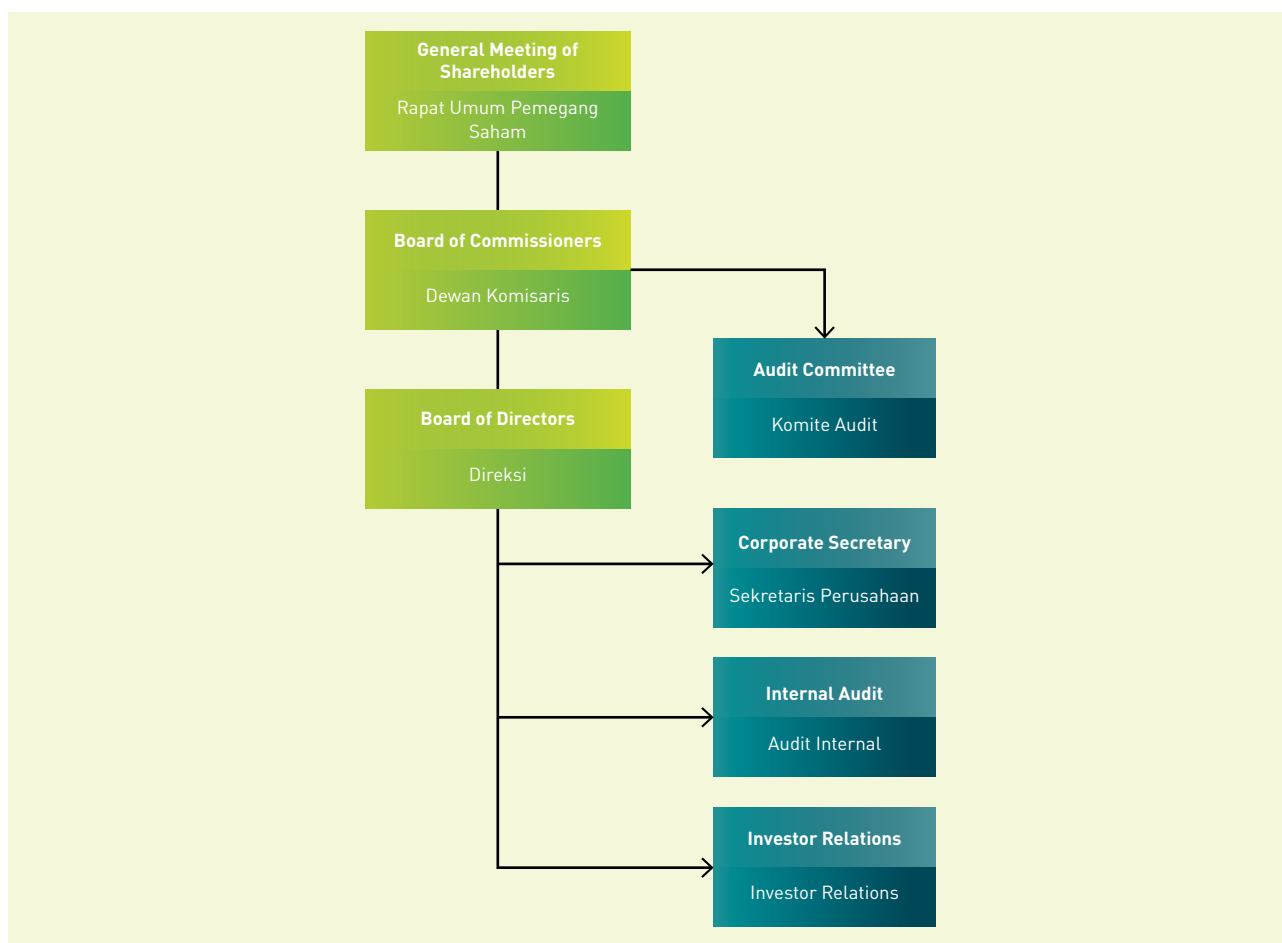 General Meeting of
Shareholders
Rapat Umum Pemegang
Saham
Board of Commissioners
Dewan Komisaris
Audit Committee
Komite Audit
Board of Directors
Direksi
Corporate Secretary
Sekretaris Perusahaan
Internal Audit
Audit Internal
Investor Relations
Investor Relations